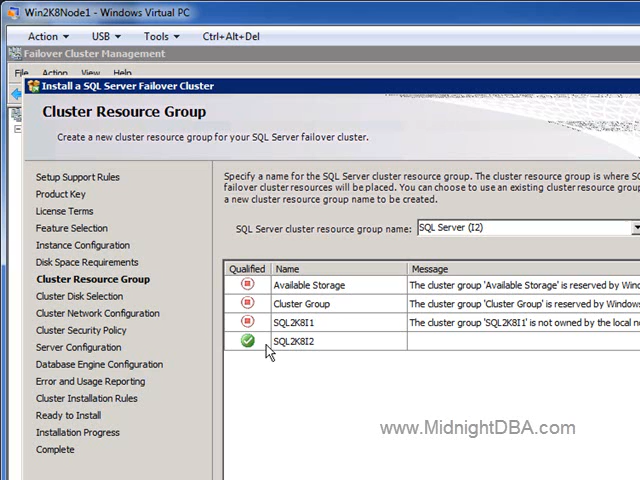 Win2K8Node1 - Windows Virtual PC
Action USB Tools Ctrl+Alt+Del
Failover Cluster Management
File Action View Help
Install a SQL Server Failover Cluster
Cluster Resource Group
Create a new cluster resource group for your SQL Server failover cluster.
Setup Support Rules
Product Key
License Terms
Feature Selection
Instance Configuration
Disk Space Requirements
Cluster Resource Group
Cluster Disk Selection
Cluster Network Configuration
Cluster Security Policy
Server Configuration
Database Engine Configuration
Error and Usage Reporting
Cluster Installation Rules
Ready to Install
Installation Progress
Complete
Specify a name for the SQL Server cluster resource group. The cluster resource group is where SQ
failover cluster resources will be placed. You can choose to use an existing cluster resource group
a new cluster resource group name to be created.
SQL Server cluster resource group name: SQL Server (I2)
Qualified Name Message
Available Storage The cluster group 'Available Storage' is reserved by Wind
Cluster Group The cluster group 'Cluster Group' is reserved by Windows
SQL2K8I1 The cluster group 'SQL2K8I1' is not owned by the local no
SQL2K8I2
www.MidnightDBA.com